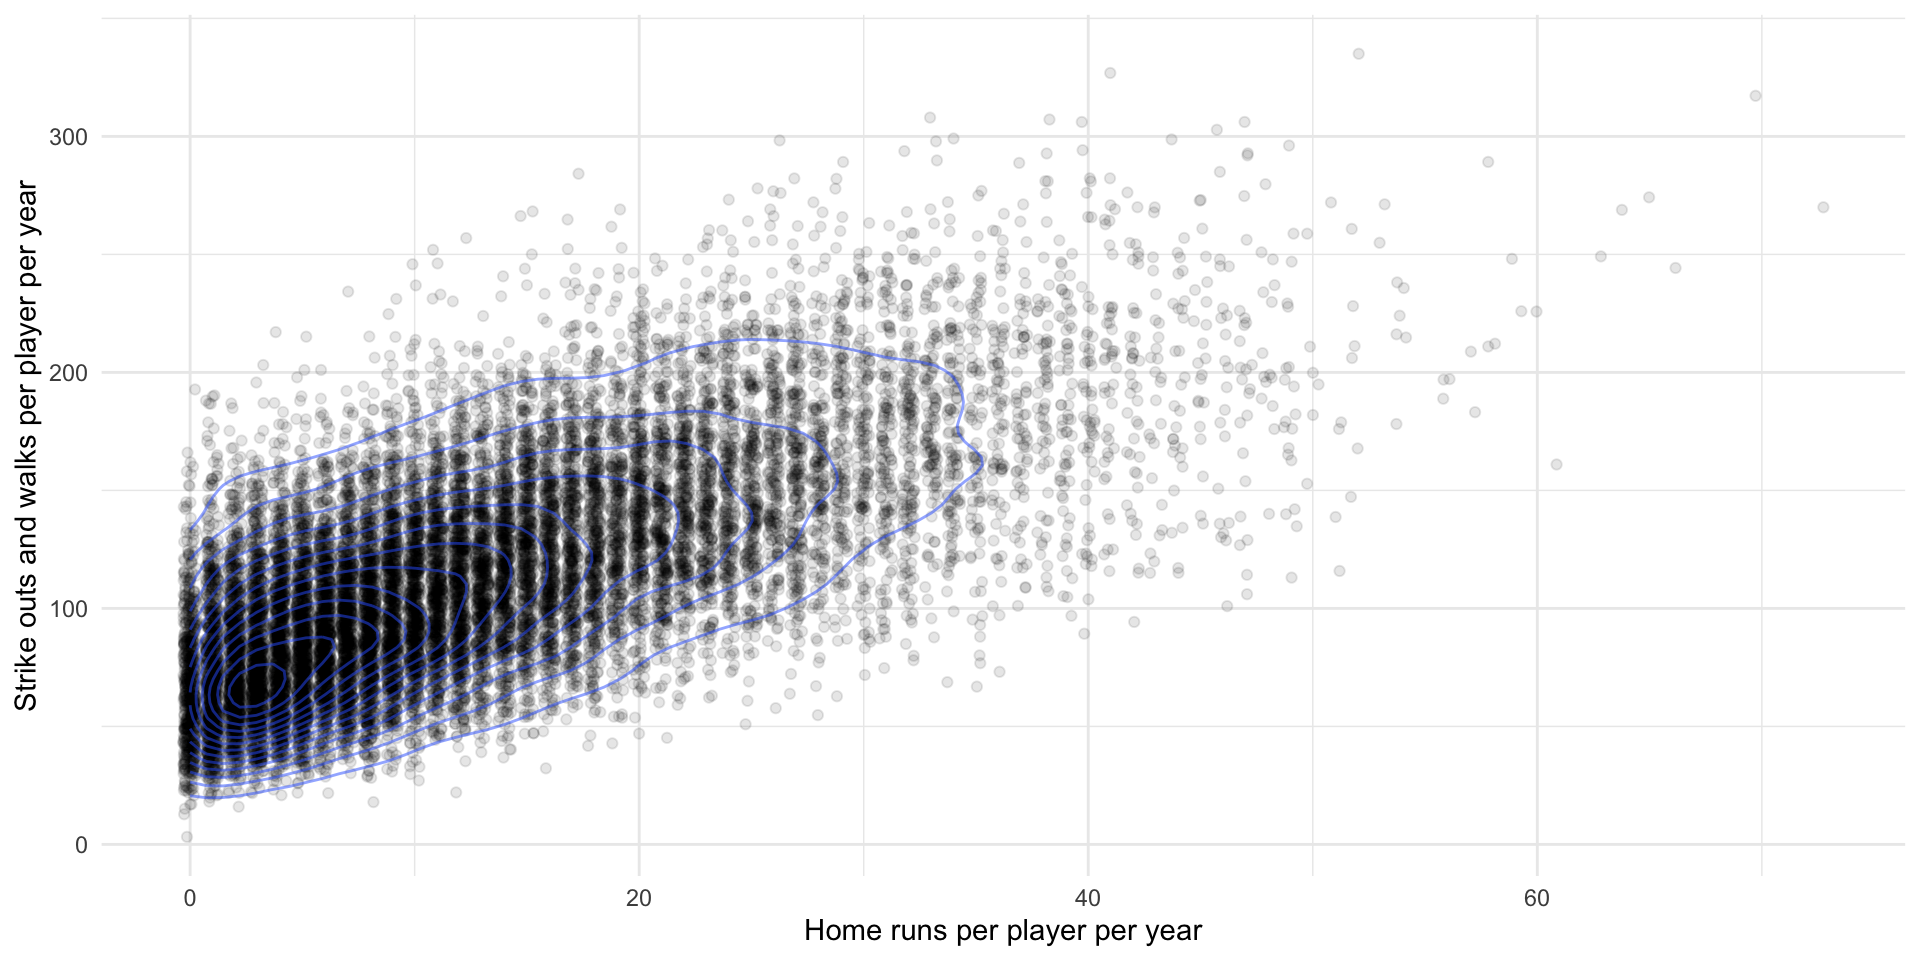 Strike outs and walks per player per year
300
200
100
0
0 20 40 60
Home runs per player per year